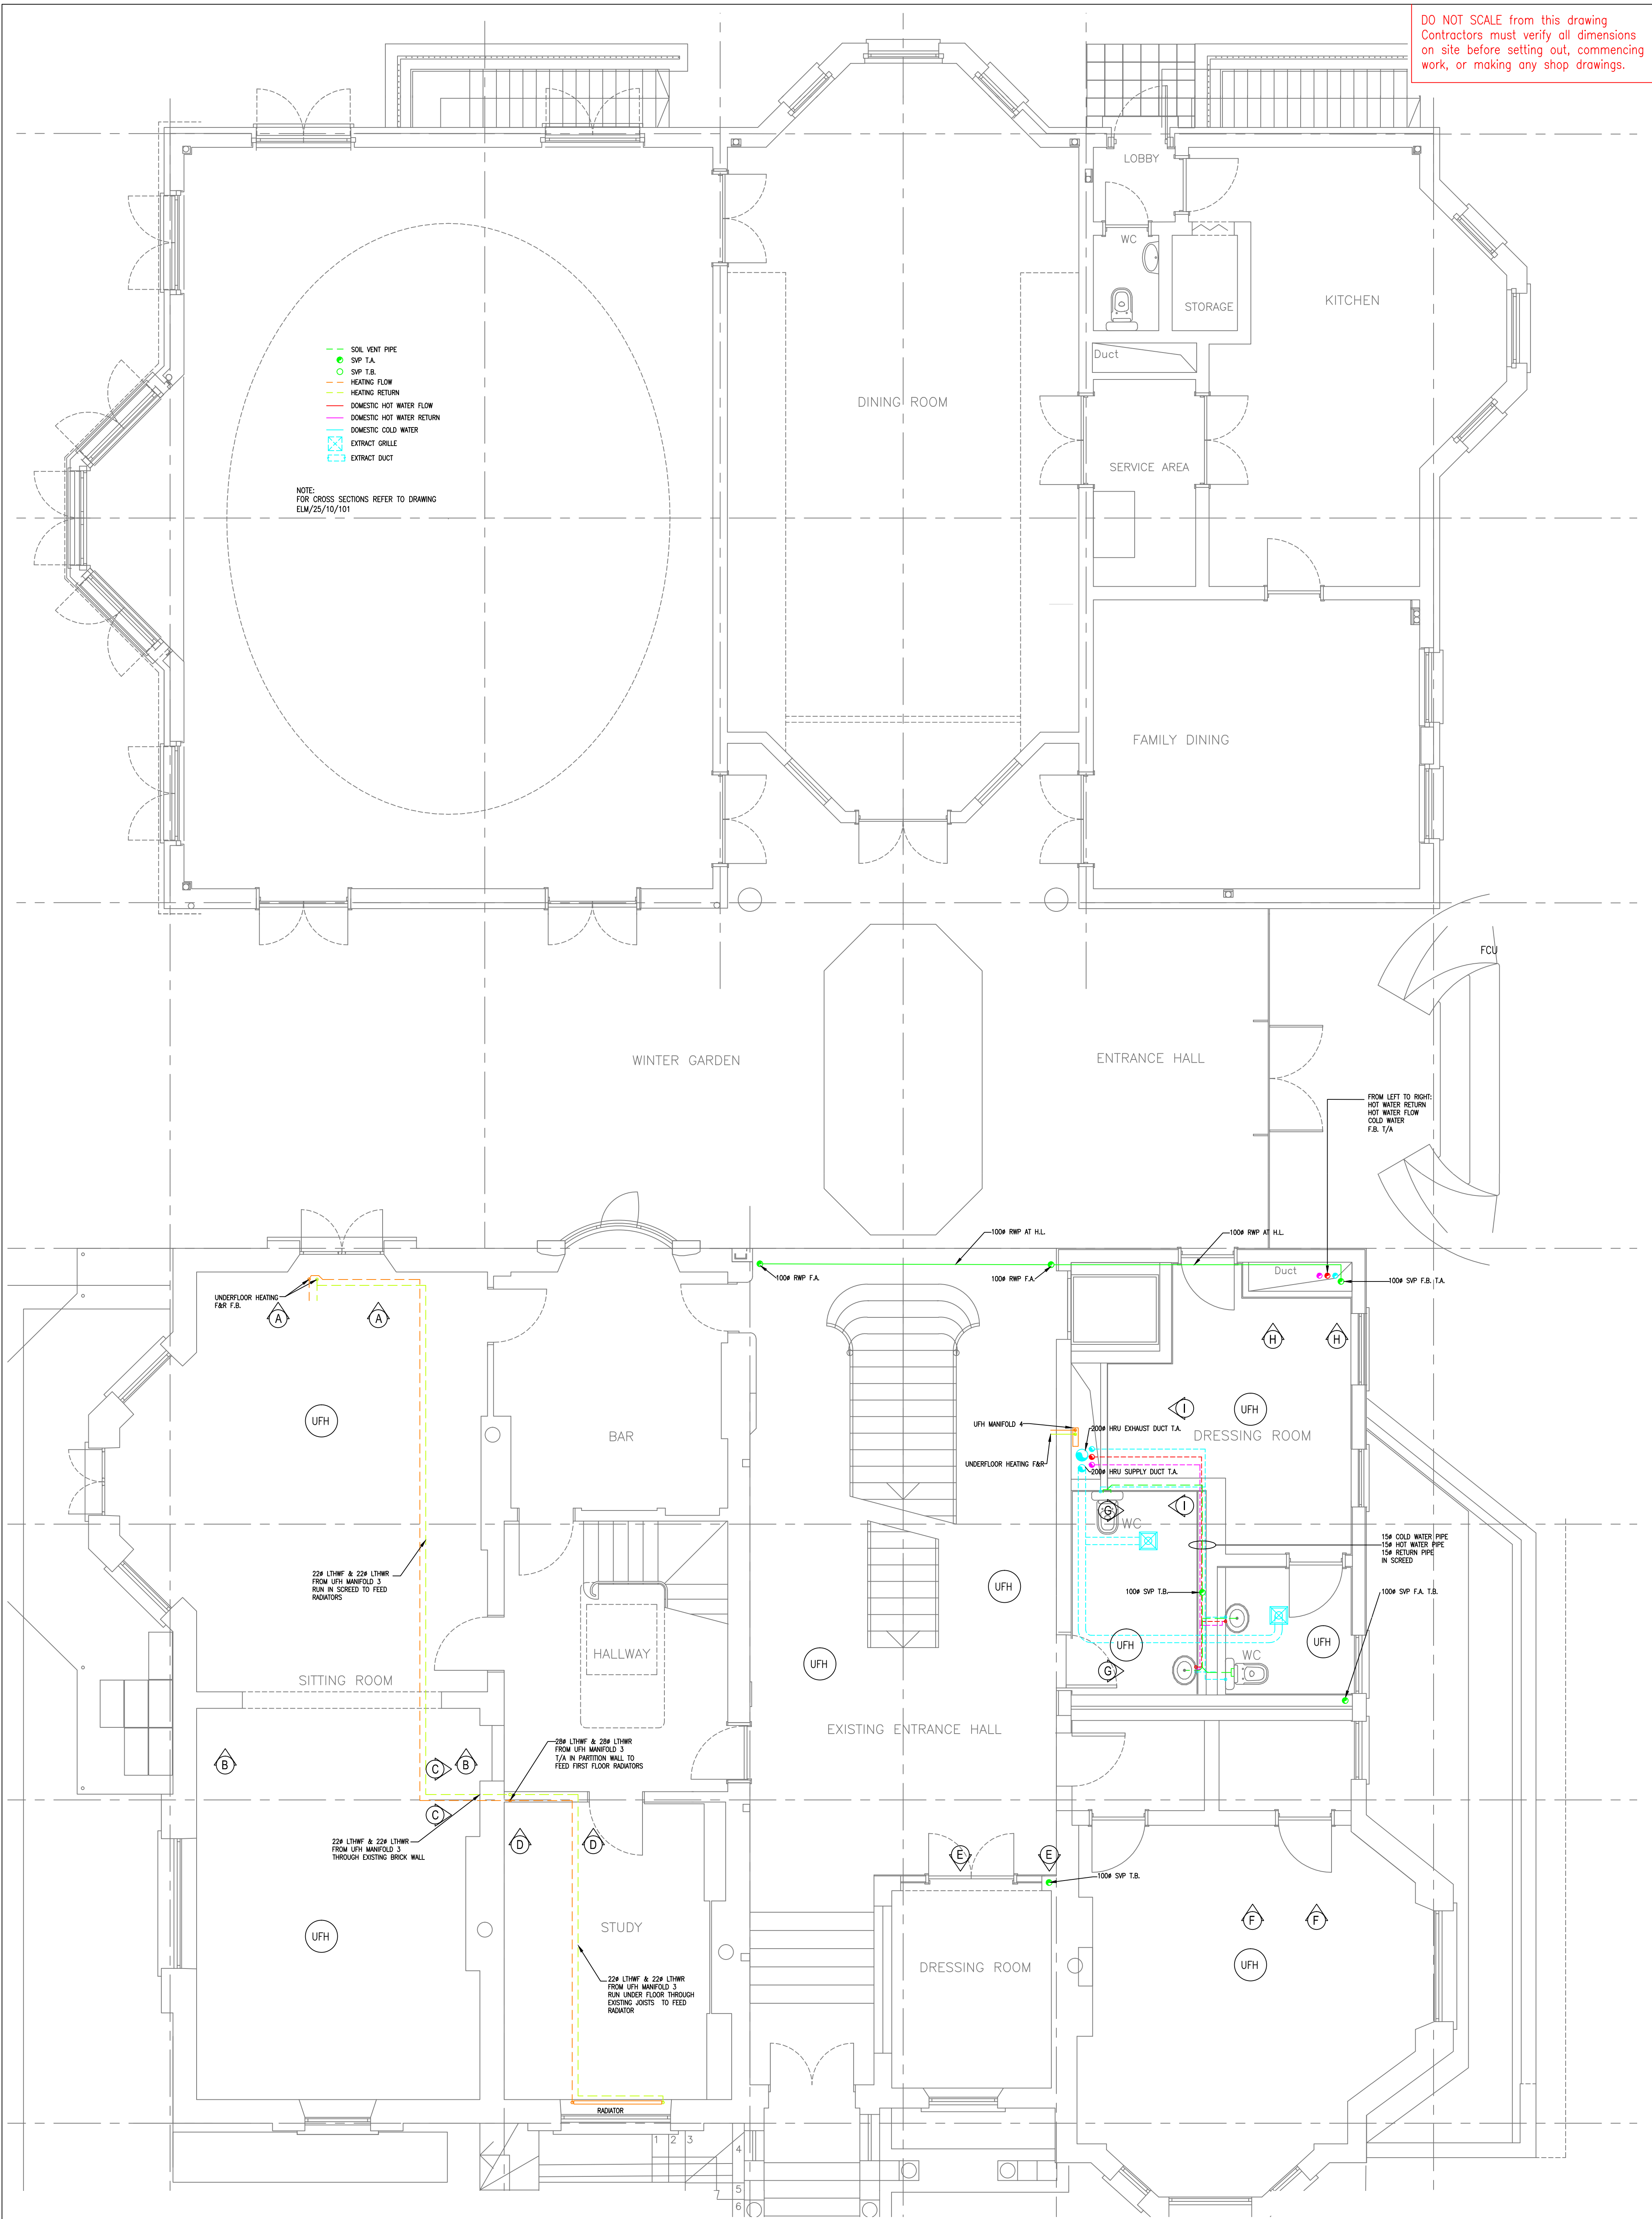 DO NOT SCALE from this drawing
Contractors must verify all dimensions
on site before setting out, commencing
work, or making any shop drawings.
LOBBY
WC
STORAGE
KITCHEN
Duct
DINING ROOM
SERVICE AREA
SOIL VENT PIPE
SVP T.A.
SVP T.B.
HEATING FLOW
HEATING RETURN
DOMESTIC HOT WATER FLOW
DOMESTIC HOT WATER RETURN
DOMESTIC COLD WATER
EXTRACT GRILLE
EXTRACT DUCT
NOTE:
FOR CROSS SECTIONS REFER TO DRAWING
ELM/25/10/101
FAMILY DINING
FCU
WINTER GARDEN
ENTRANCE HALL
FROM LEFT TO RIGHT:
HOT WATER RETURN
HOT WATER FLOW
COLD WATER
F.B. T/A
100ø RWP AT H.L.
100ø RWP AT H.L.
100ø RWP F.A.
100ø RWP F.A.
Duct
100ø SVP F.B. T.A.
UNDERFLOOR HEATING
F&R F.B.
A
A
H
H
UFH
BAR
UFH MANIFOLD 4
200ø HRU EXHAUST DUCT T.A.
I
UFH
DRESSING ROOM
UNDERFLOOR HEATING F&R
200ø HRU SUPPLY DUCT T.A.
G
I
WC
15ø COLD WATER PIPE
15ø HOT WATER PIPE
15ø RETURN PIPE
IN SCREED
22ø LTHWF & 22ø LTHWR
FROM UFH MANIFOLD 3
RUN IN SCREED TO FEED
RADIATORS
UFH
100ø SVP T.B.
100ø SVP F.A. T.B.
HALLWAY
UFH
UFH
UFH
WC
G
SITTING ROOM
EXISTING ENTRANCE HALL
28ø LTHWF & 28ø LTHWR
FROM UFH MANIFOLD 3
T/A IN PARTITION WALL TO
FEED FIRST FLOOR RADIATORS
B
C
B
C
22ø LTHWF & 22ø LTHWR
FROM UFH MANIFOLD 3
THROUGH EXISTING BRICK WALL
D
D
E
E
100ø SVP T.B.
F
F
UFH
STUDY
UFH
DRESSING ROOM
22ø LTHWF & 22ø LTHWR
FROM UFH MANIFOLD 3
RUN UNDER FLOOR THROUGH
EXISTING JOISTS TO FEED
RADIATOR
RADIATOR
1 2 3
4
5
6